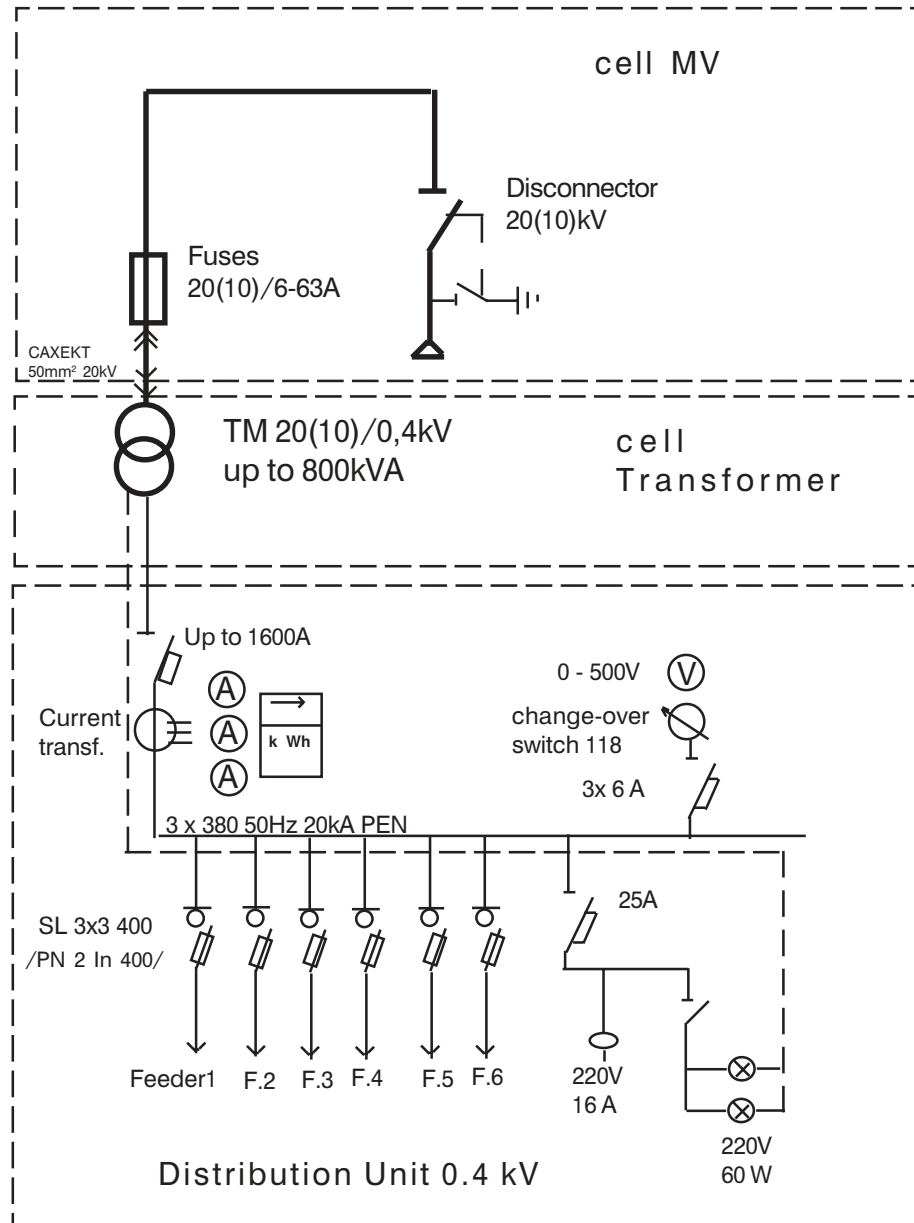 cell MV
Disconnector
20(10)kV
Fuses
20(10)/6-63A
CAXEKT
50mm² 20kV
TM 20(10)/0,4kV
up to 800kVA
cell
Transformer
Up to 1600A
0 - 500V
V
A
Current
transf.
A
k Wh
change-over
switch 118
A
3x 6 A
3 x 380 50Hz 20kA PEN
25A
SL 3x3 400
/PN 2 In 400/
Feeder1
F.2
F.3
F.4
F.5
F.6
220V
16 A
220V
60 W
Distribution Unit 0.4 kV